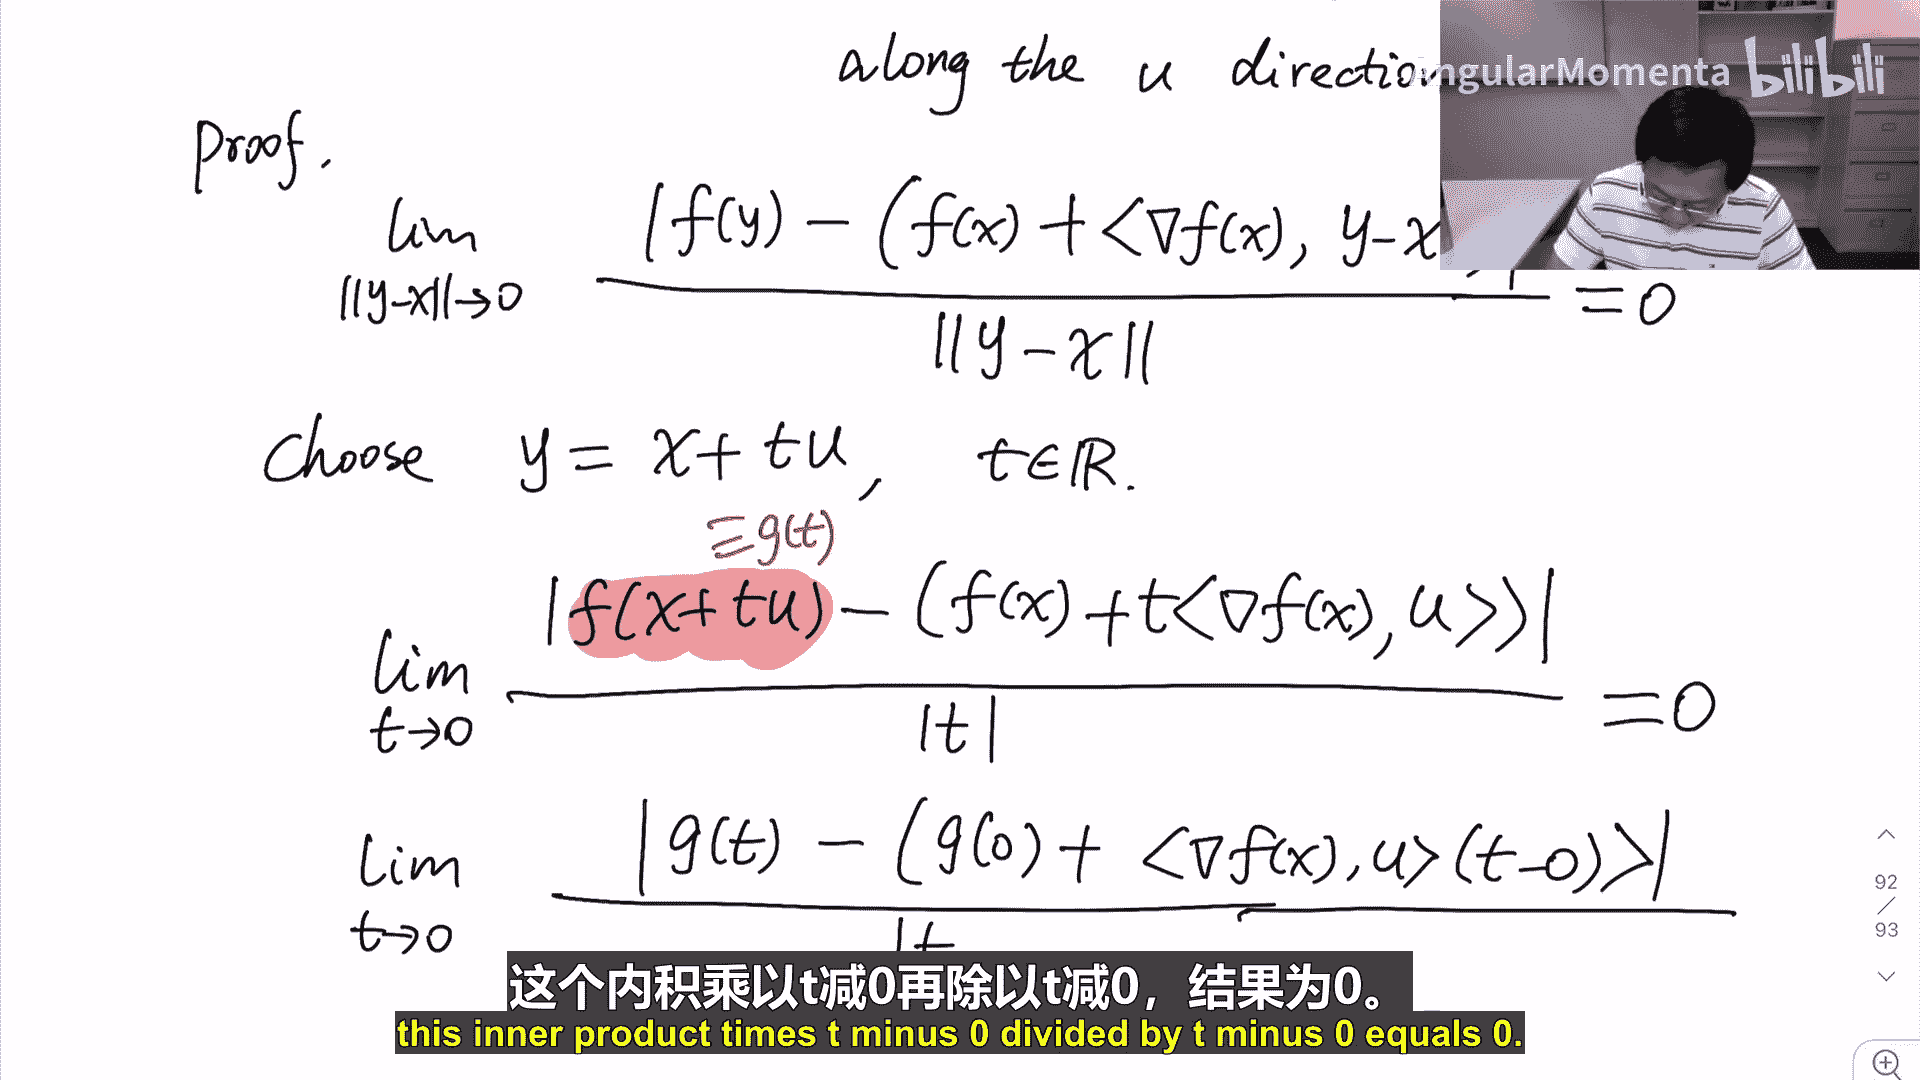 along the u direction
AngularMomenta bilibili
Proof.
lim ||y-x||→0 |f(y) - (f(x) + <∇f(x), y-x
||y-x|| = 0
Choose y = x + tu, t∈ℝ.
≡g(t)
lim t→0 |f(x+tu) - (f(x) + t<∇f(x), u>)|
|t| = 0
lim t→0 |g(t) - (g(0) + <∇f(x), u>(t-0)>|
|t
92
/
93
这个内积乘以t减0再除以t减0，结果为0。
this inner product times t minus 0 divided by t minus 0 equals 0.